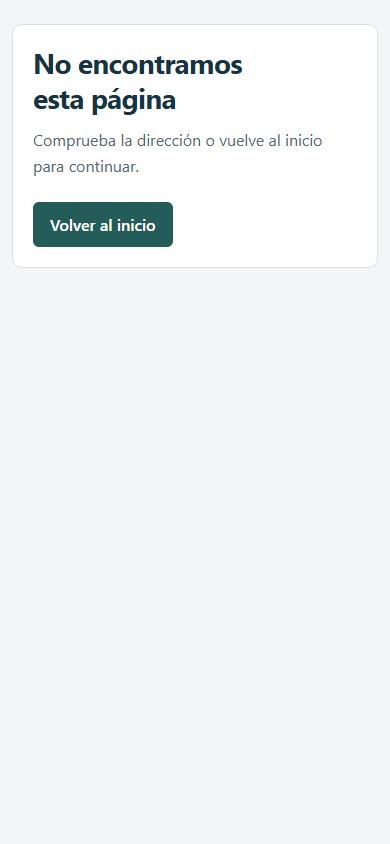 No encontramos
esta página
Comprueba la dirección o vuelve al inicio
para continuar.
Volver al inicio